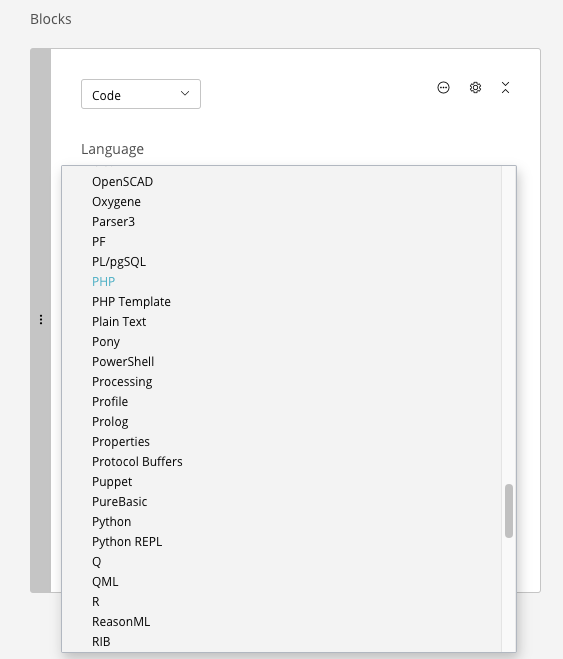 Blocks
Code
Language
OpenSCAD
Oxygene
Parser3
PF
PL/pgSQL
PHP
PHP Template
Plain Text
Pony
PowerShell
Processing
Profile
Prolog
Properties
Protocol Buffers
Puppet
PureBasic
Python
Python REPL
Q
QML
R
ReasonML
RIB